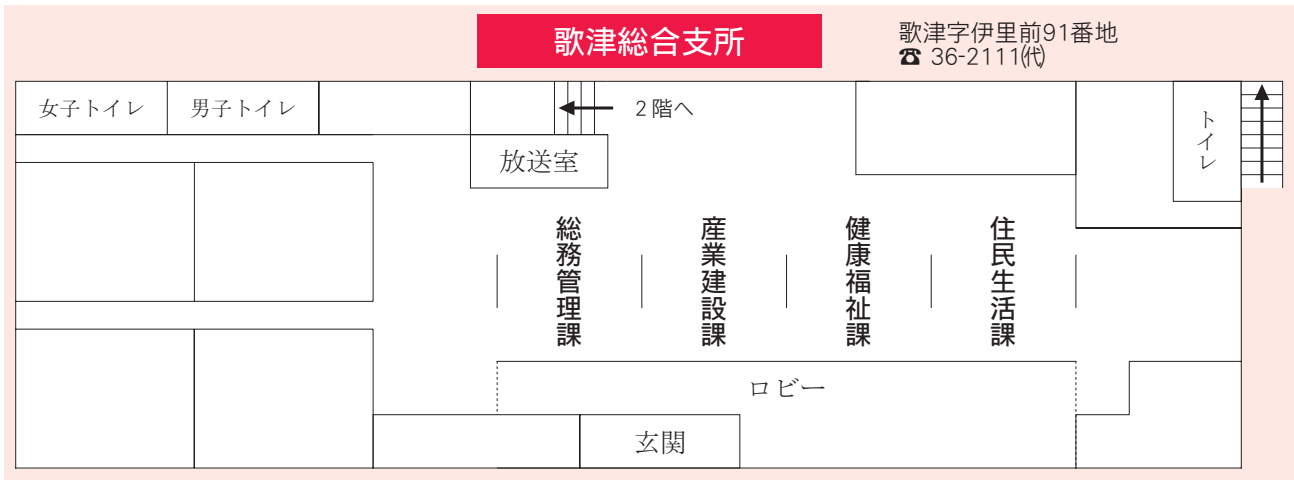 歌津総合支所
歌津字伊里前91番地
☎ 36-2111㈹
女子トイレ
男子トイレ
2階へ
トイレ
放送室
総務管理課
産業建設課
健康福祉課
住民生活課
ロビー
玄関